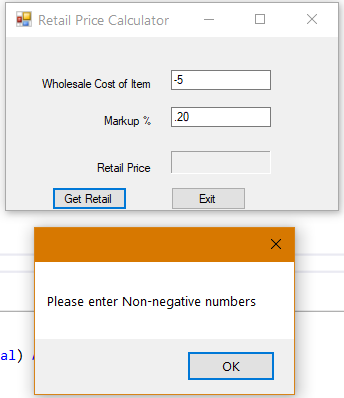 Retail Price Calculator
Wholesale Cost of Item -5
Markup % .20
Retail Price
Get Retail Exit
Please enter Non-negative numbers
al)
OK